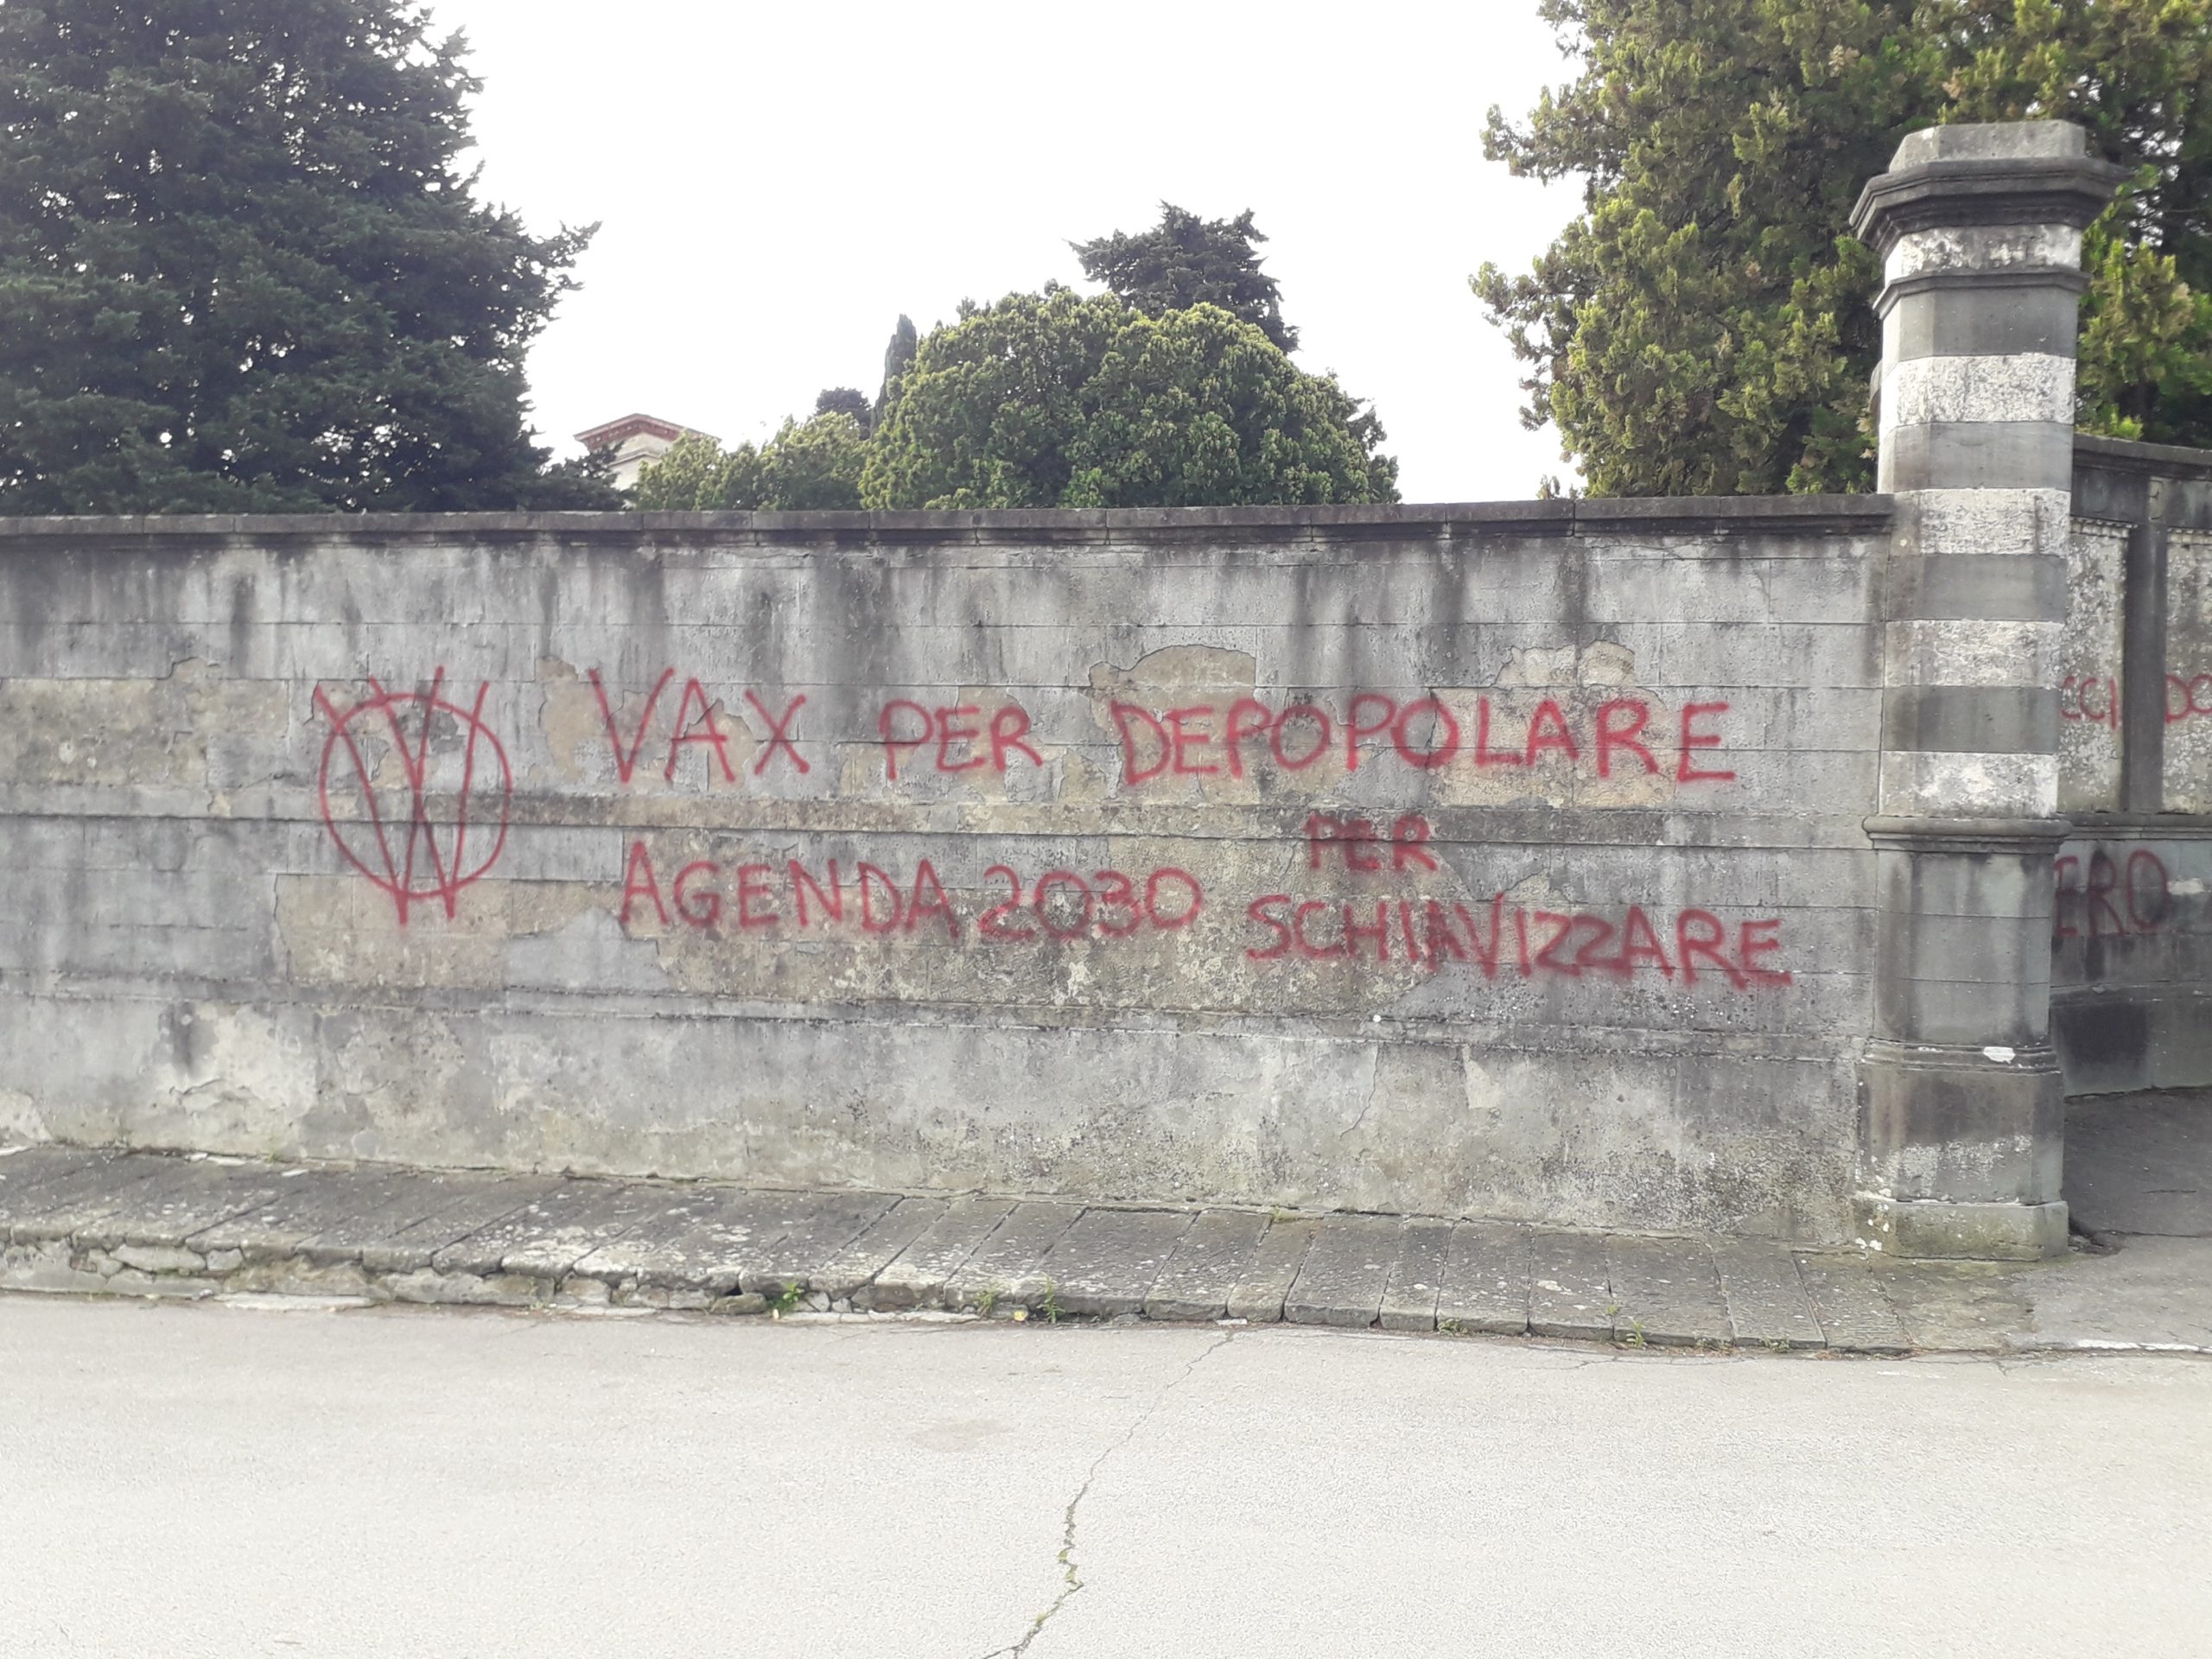 VAX PER DEPOPOLARE
AGENDA 2030 PER SCHIAVIZZARE